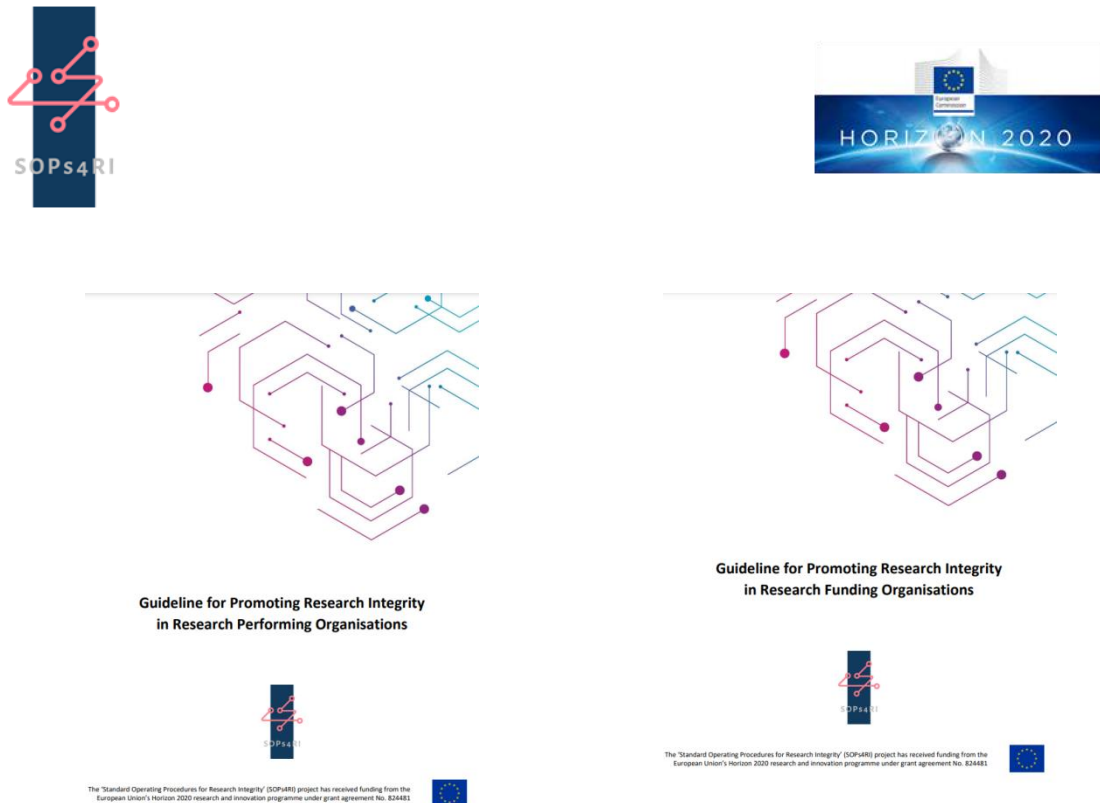 SOPs4RI
European
Commission
HORIZON 2020
Guideline for Promoting Research Integrity
in Research Performing Organisations
SOPs4RI
The 'Standard Operating Procedures for Research Integrity' (SOPs4RI) project has received funding from the
European Union's Horizon 2020 research and innovation programme under grant agreement No. 824481
Guideline for Promoting Research Integrity
in Research Funding Organisations
SOPs4RI
The 'Standard Operating Procedures for Research Integrity' (SOPs4RI) project has received funding from the
European Union's Horizon 2020 research and innovation programme under grant agreement No. 824481